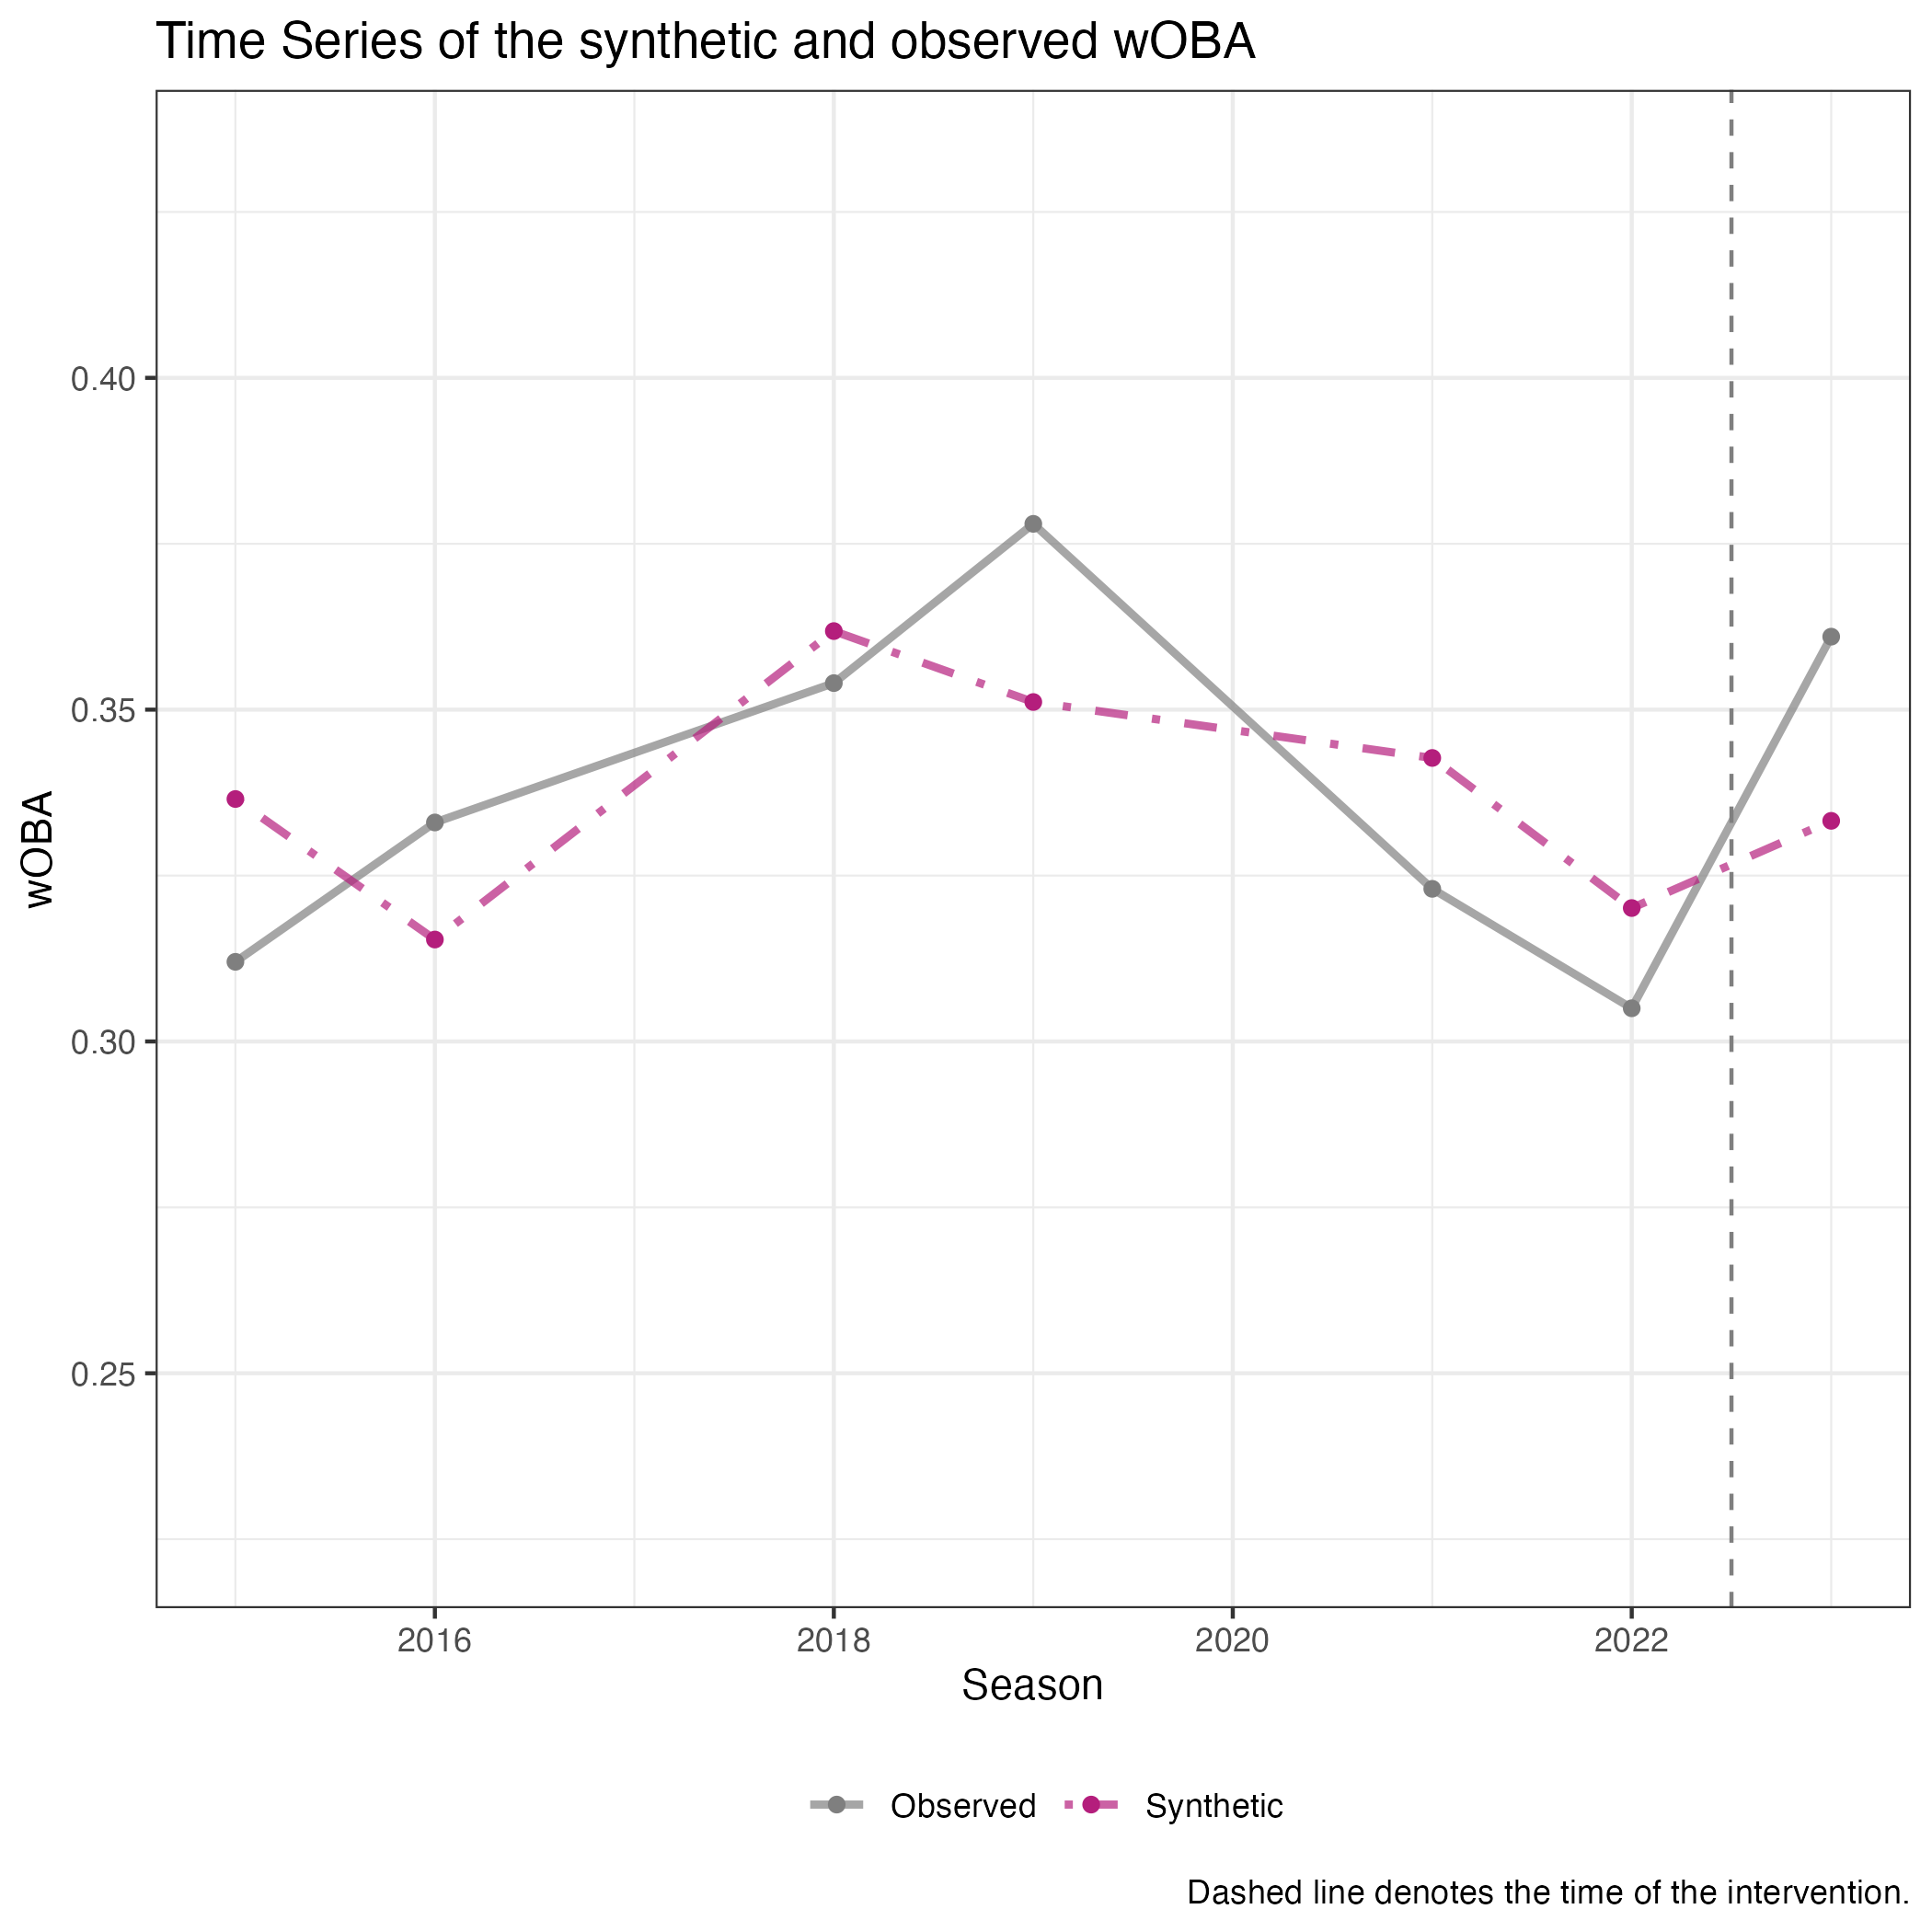 Time Series of the synthetic and observed wOBA
wOBA
0.40
0.35
0.30
0.25
2016 2018 2020 2022
Season
Observed Synthetic
Dashed line denotes the time of the intervention.